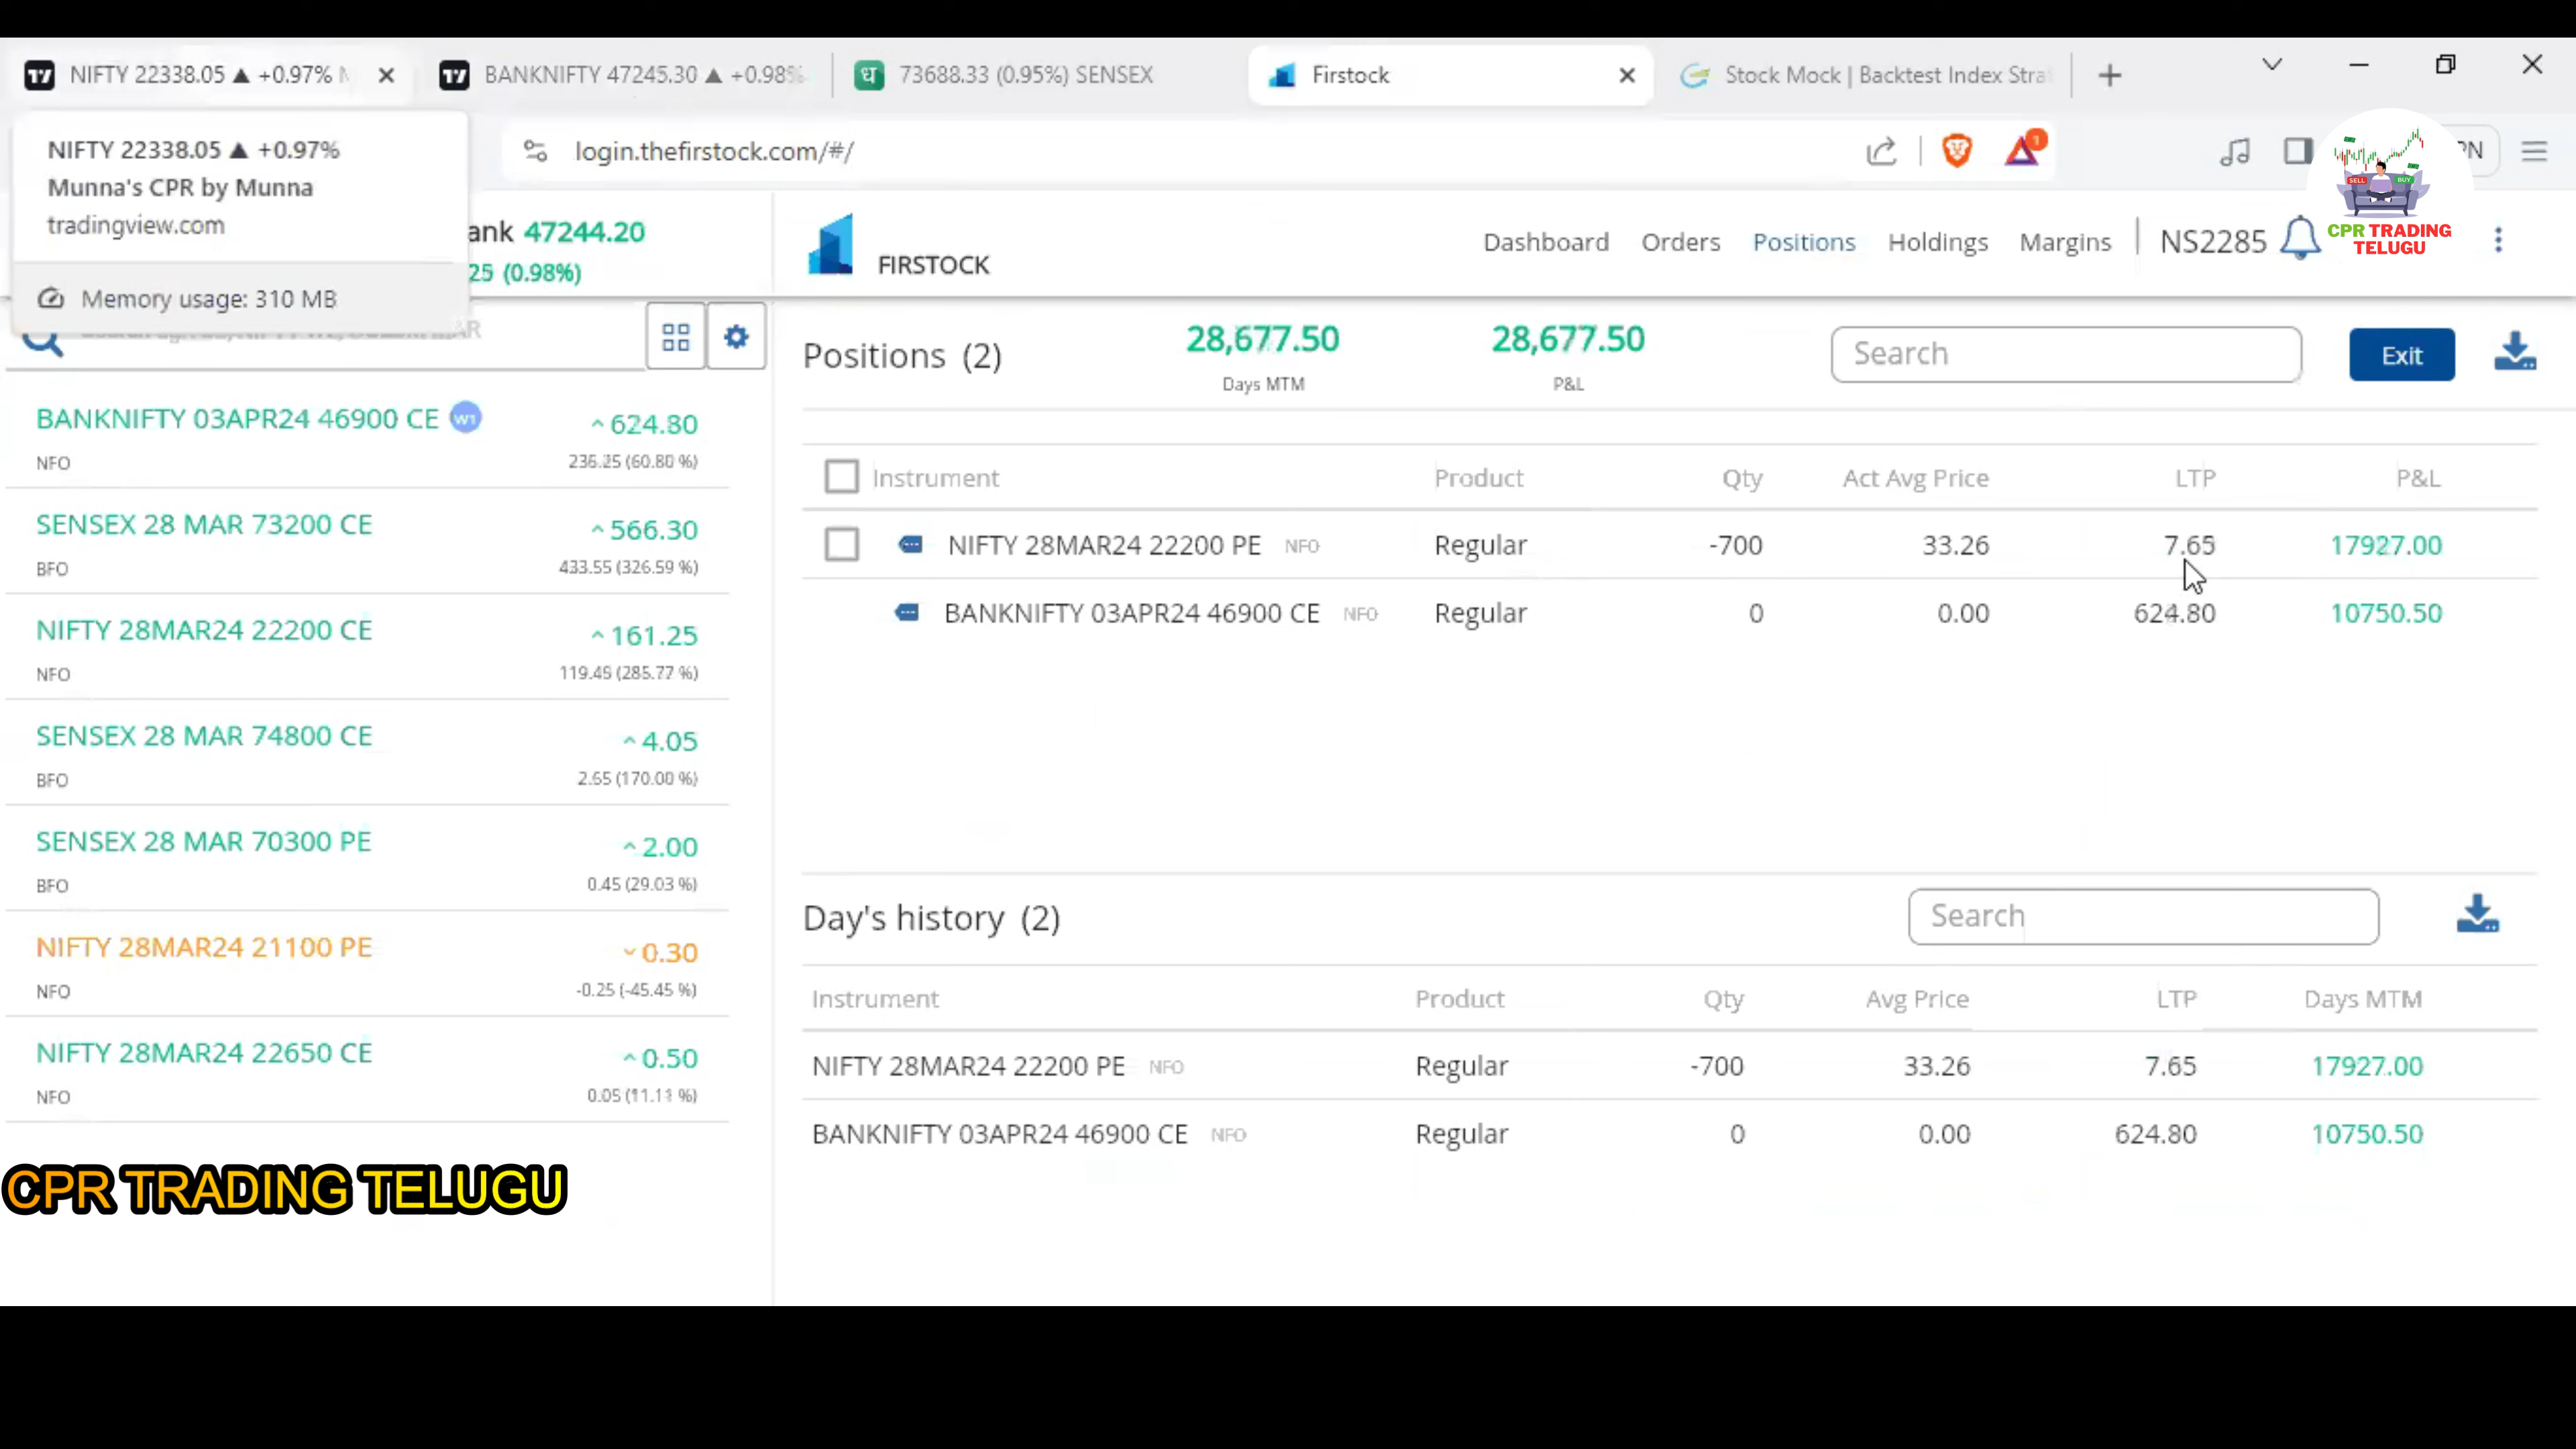 NIFTY 22338.05 ▲ +0.97%
BANKNIFTY 47245.30 ▲ +0.98%
73688.33 (0.95%) SENSEX
Firstock
Stock Mock | Backtest Index Strat
NIFTY 22338.05 ▲ +0.97%
Munna's CPR by Munna
tradingview.com
Memory usage: 310 MB
login.thefirstock.com/#/
ank 47244.20
25 (0.98%)
FIRSTOCK
Dashboard Orders Positions Holdings Margins NS2285
SELL BUY
CPR TRADING
TELUGU
Positions (2)
28,677.50
Days MTM
28,677.50
P&L
Search
Exit
BANKNIFTY 03APR24 46900 CE W1 624.80
NFO 236.25 (60.80 %)
SENSEX 28 MAR 73200 CE 566.30
BFO 433.55 (326.59 %)
NIFTY 28MAR24 22200 CE 161.25
NFO 119.45 (285.77 %)
SENSEX 28 MAR 74800 CE 4.05
BFO 2.55 (170.00 %)
SENSEX 28 MAR 70300 PE 2.00
BFO 0.45 (29.03 %)
NIFTY 28MAR24 21100 PE 0.30
NFO -0.25 (-45.45 %)
NIFTY 28MAR24 22650 CE 0.50
NFO 0.05 (11.11 %)
Instrument Product Qty Act Avg Price LTP P&L
NIFTY 28MAR24 22200 PE NFO Regular -700 33.26 7.65 17927.00
BANKNIFTY 03APR24 46900 CE NFO Regular 0 0.00 624.80 10750.50
Day's history (2)
Search
Instrument Product Qty Avg Price LTP Days MTM
NIFTY 28MAR24 22200 PE NFO Regular -700 33.26 7.65 17927.00
BANKNIFTY 03APR24 46900 CE NFO Regular 0 0.00 624.80 10750.50
CPR TRADING TELUGU